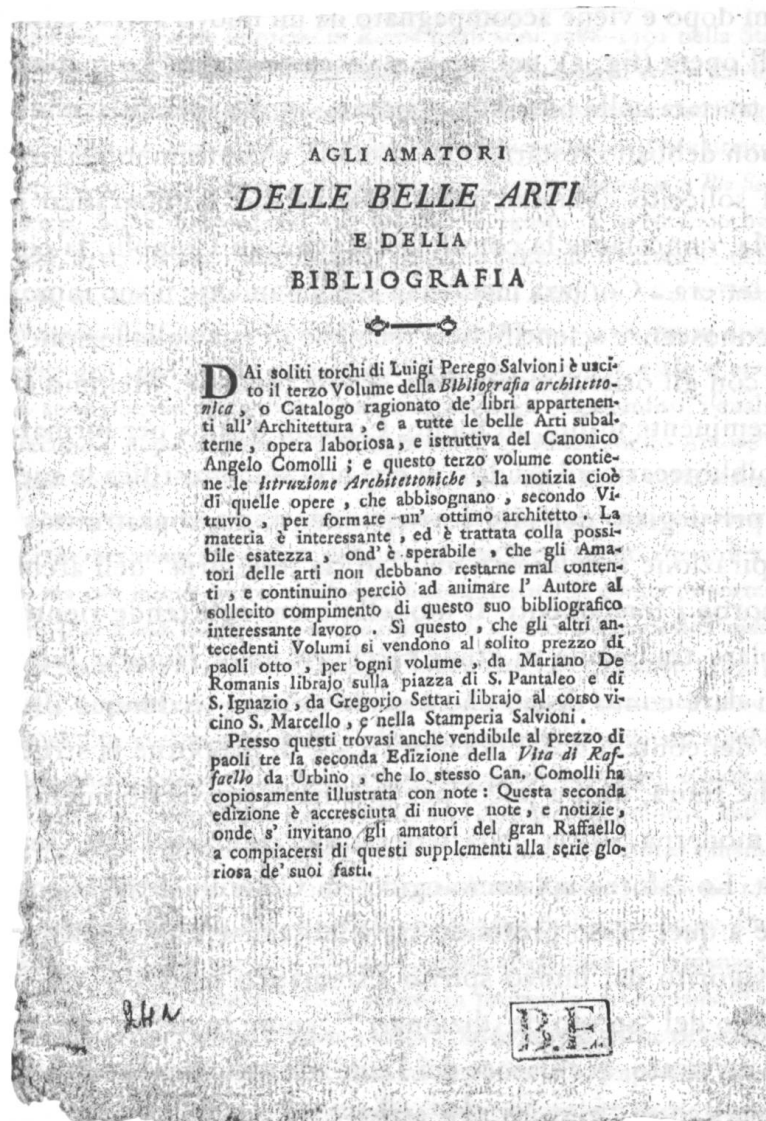 AGLI AMATORI
DELLE BELLE ARTI
E DELLA
BIBLIOGRAFIA
DAi soliti torchi di Luigi Perego Salvioni è usci-
to il terzo Volume della Bibliografia architetto-
nica, o Catalogo ragionato de' libri appartenen-
ti all' Architettura, e a tutte le belle Arti subal-
terne, opera laboriosa, e istruttiva del Canonico
Angelo Comolli; e questo terzo volume contie-
ne le Istruzione Architettoniche, la notizia cioè
di quelle opere, che abbisognano, secondo Vi-
truvio, per formare un' ottimo architetto. La
materia è interessante, ed è trattata colla possi-
bile esatezza, ond' è sperabile, che gli Ama-
tori delle arti non debbano restarne mal conten-
ti, e continuino perciò ad animare l' Autore al
sollecito compimento di questo suo bibliografico
interessante lavoro. Sì questo, che gli altri an-
tecedenti Volumi si vendono al solito prezzo di
paoli otto, per ogni volume, da Mariano De
Romanis librajo sulla piazza di S. Pantaleo e di
S. Ignazio, da Gregorio Settari librajo al corso vi-
cino S. Marcello, e nella Stamperia Salvioni.
Presso questi trovasi anche vendibile al prezzo di
paoli tre la seconda Edizione della Vita di Raf-
faello da Urbino, che lo stesso Can. Comolli ha
copiosamente illustrata con note: Questa seconda
edizione è accresciuta di nuove note, e notizie,
onde s' invitano gli amatori del gran Raffaello
a compiacersi di questi supplementi alla serie glo-
riosa de' suoi fasti.
B.E.